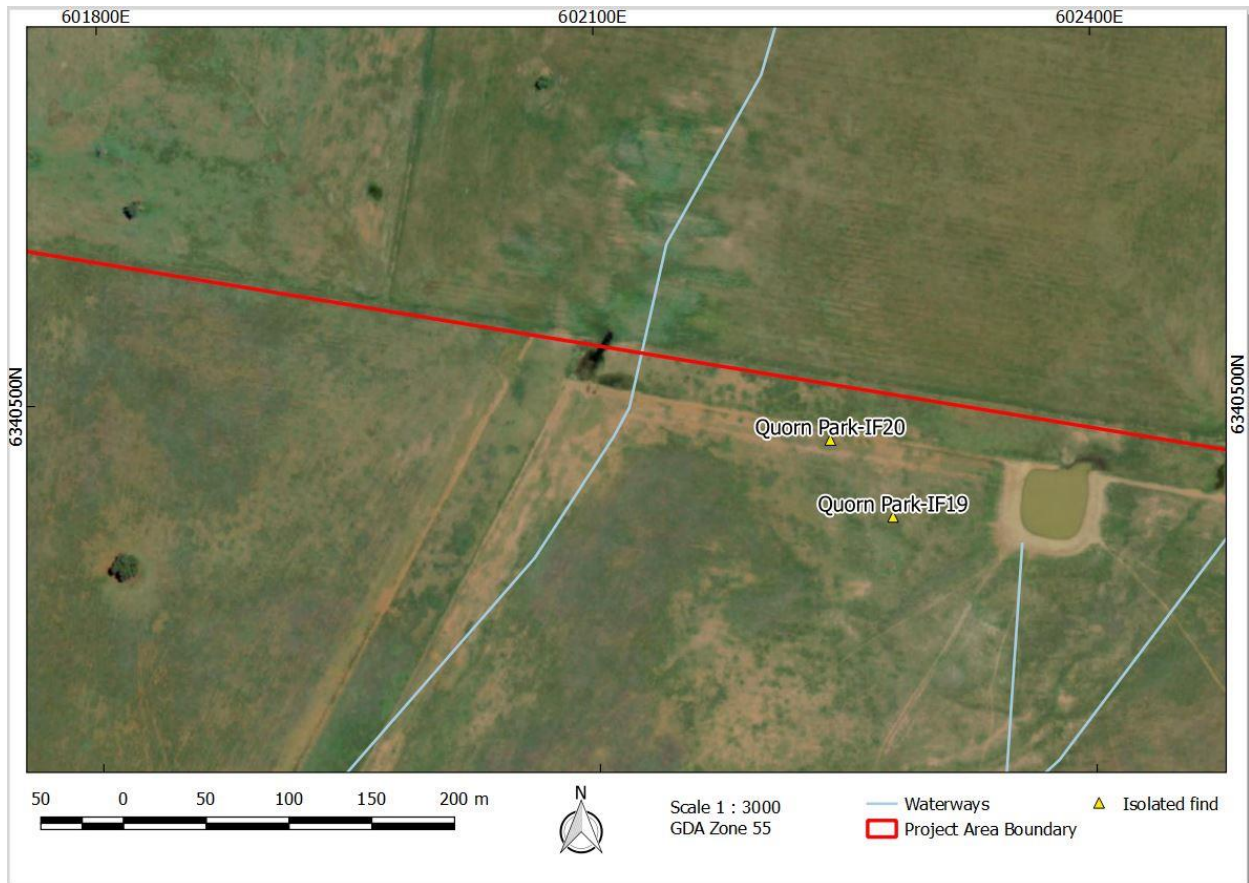 601800E 602100E 602400E
6340500N
6340500N
Quorn Park-IF20
Quorn Park-IF19
50 0 50 100 150 200 m
N
Scale 1 : 3000
GDA Zone 55
Waterways
Project Area Boundary
Isolated find